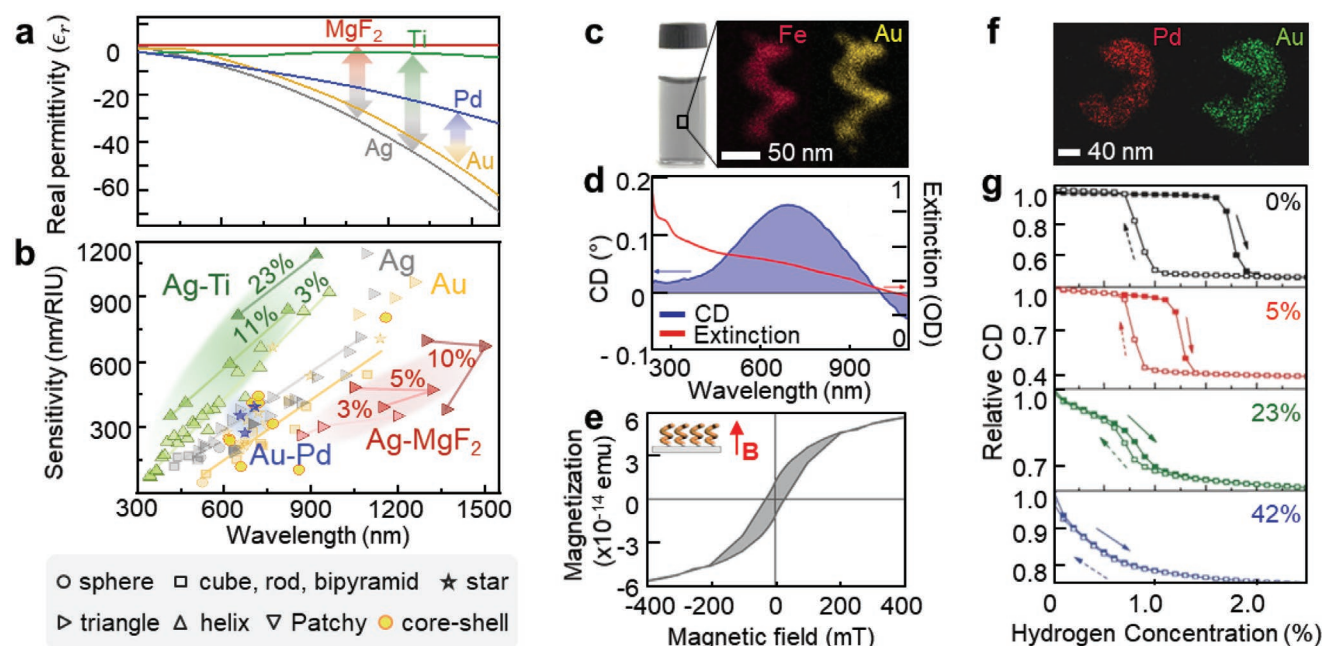 a
Real permittivity (ϵr)
0
-20
-40
-60
MgF2
Ti
Pd
Ag
Au
b
Sensitivity (nm/RIU)
1200
900
600
300
Ag-Ti
23%
11%
3%
Ag
Au
10%
5%
3%
Au-Pd
Ag-MgF2
300 600 900 1200 1500
Wavelength (nm)
sphere cube, rod, bipyramid star
triangle helix Patchy core-shell
c
Fe Au
50 nm
d
CD (°)
0.2
0.1
0
- 0.1
1
0
Extinction (OD)
CD
Extinction
300 600 900
Wavelength (nm)
e
Magnetization
(x10-14 emu)
6
3
0
-3
-6
B
-400 -200 0 200 400
Magnetic field (mT)
f
Pd Au
40 nm
g
Relative CD
1.0
0.8
0.6
0%
1.0
0.7
0.4
5%
1.0
0.7
23%
1.0
0.9
0.8
42%
0 1.0 2.0
Hydrogen Concentration (%)